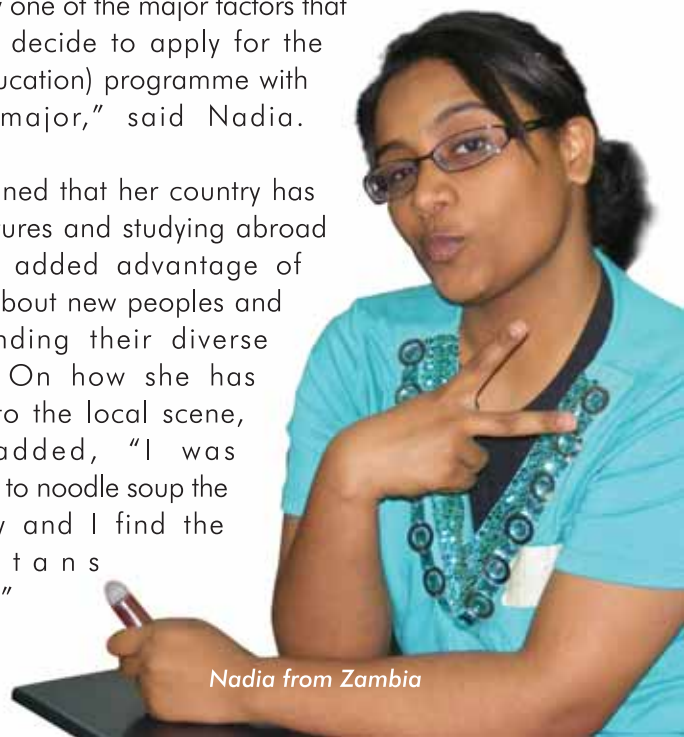 one of the major factors that
decide to apply for the
ucation) programme with
major,” said Nadia.
ned that her country has
ures and studying abroad
added advantage of
bout new peoples and
nding their diverse
On how she has
to the local scene,
added, “I was
to noodle soup the
y and I find the
tans
”
Nadia from Zambia